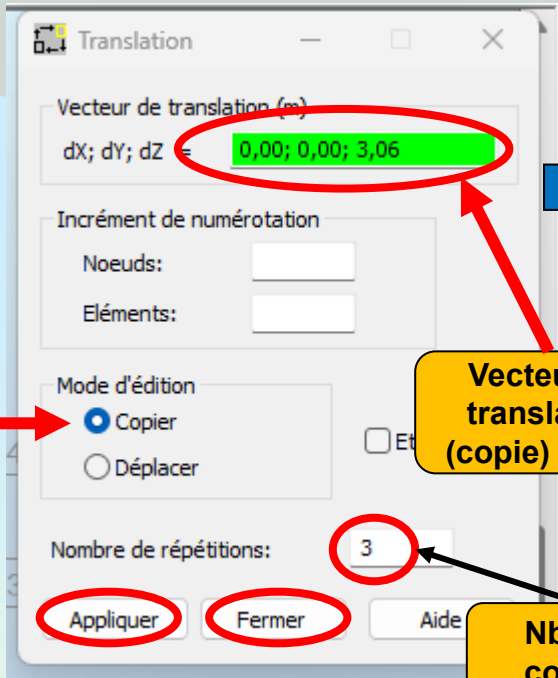 Translation
Vecteur de translation (m)
dX; dY; dZ = 0,00; 0,00; 3,06
Incrément de numérotation
Noeuds:
Eléments:
Mode d'édition
Copier
Déplacer
(copie)
Nombre de répétitions: 3
Appliquer Fermer Aide